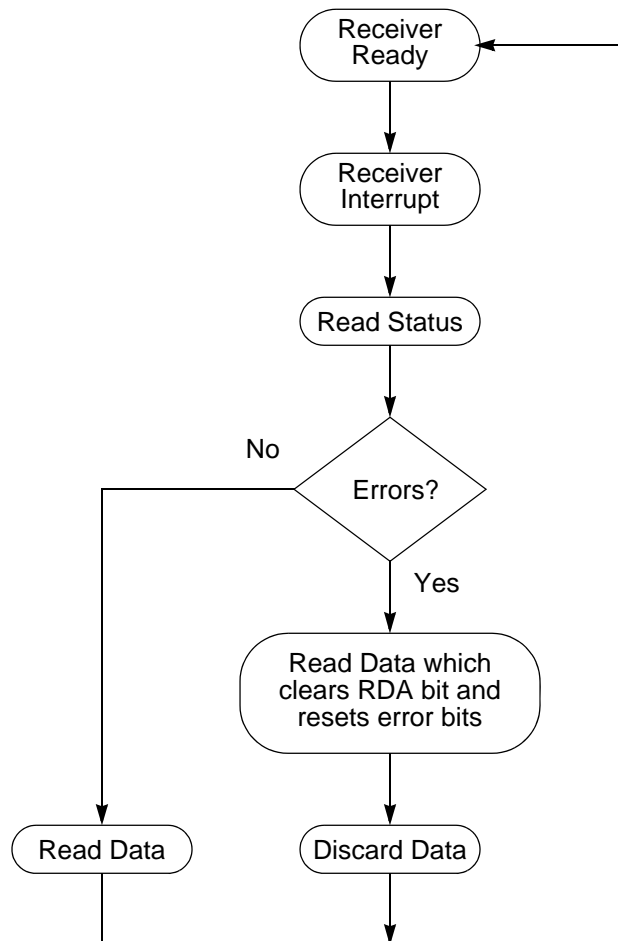 Receiver
Ready
Receiver
Interrupt
Read Status
No
Errors?
Yes
Read Data which
clears RDA bit and
resets error bits
Read Data
Discard Data